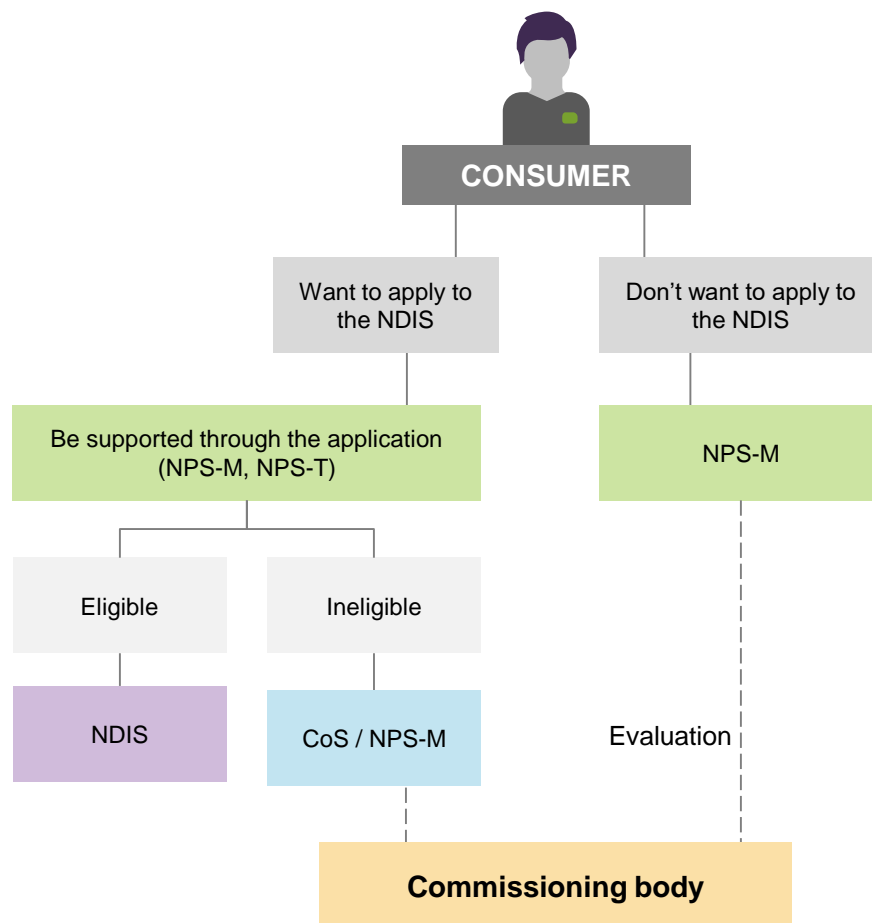 CONSUMER
Want to apply to
the NDIS
Don’t want to apply to
the NDIS
Be supported through the application
(NPS-M, NPS-T)
NPS-M
Eligible
Ineligible
NDIS
CoS / NPS-M
Evaluation
Commissioning body